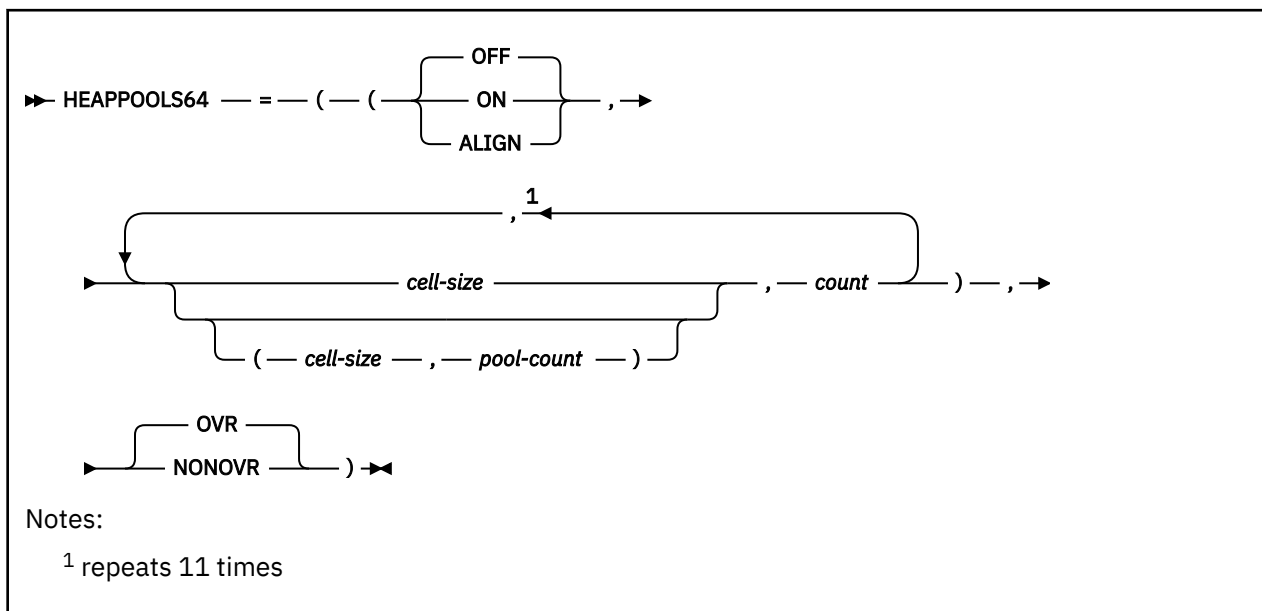 OFF
HEAPPOOLS64 = ( ( ON ,
ALIGN
, 1
cell-size , count ) ,
( cell-size , pool-count )
OVR
NONOVR )
Notes:
1 repeats 11 times